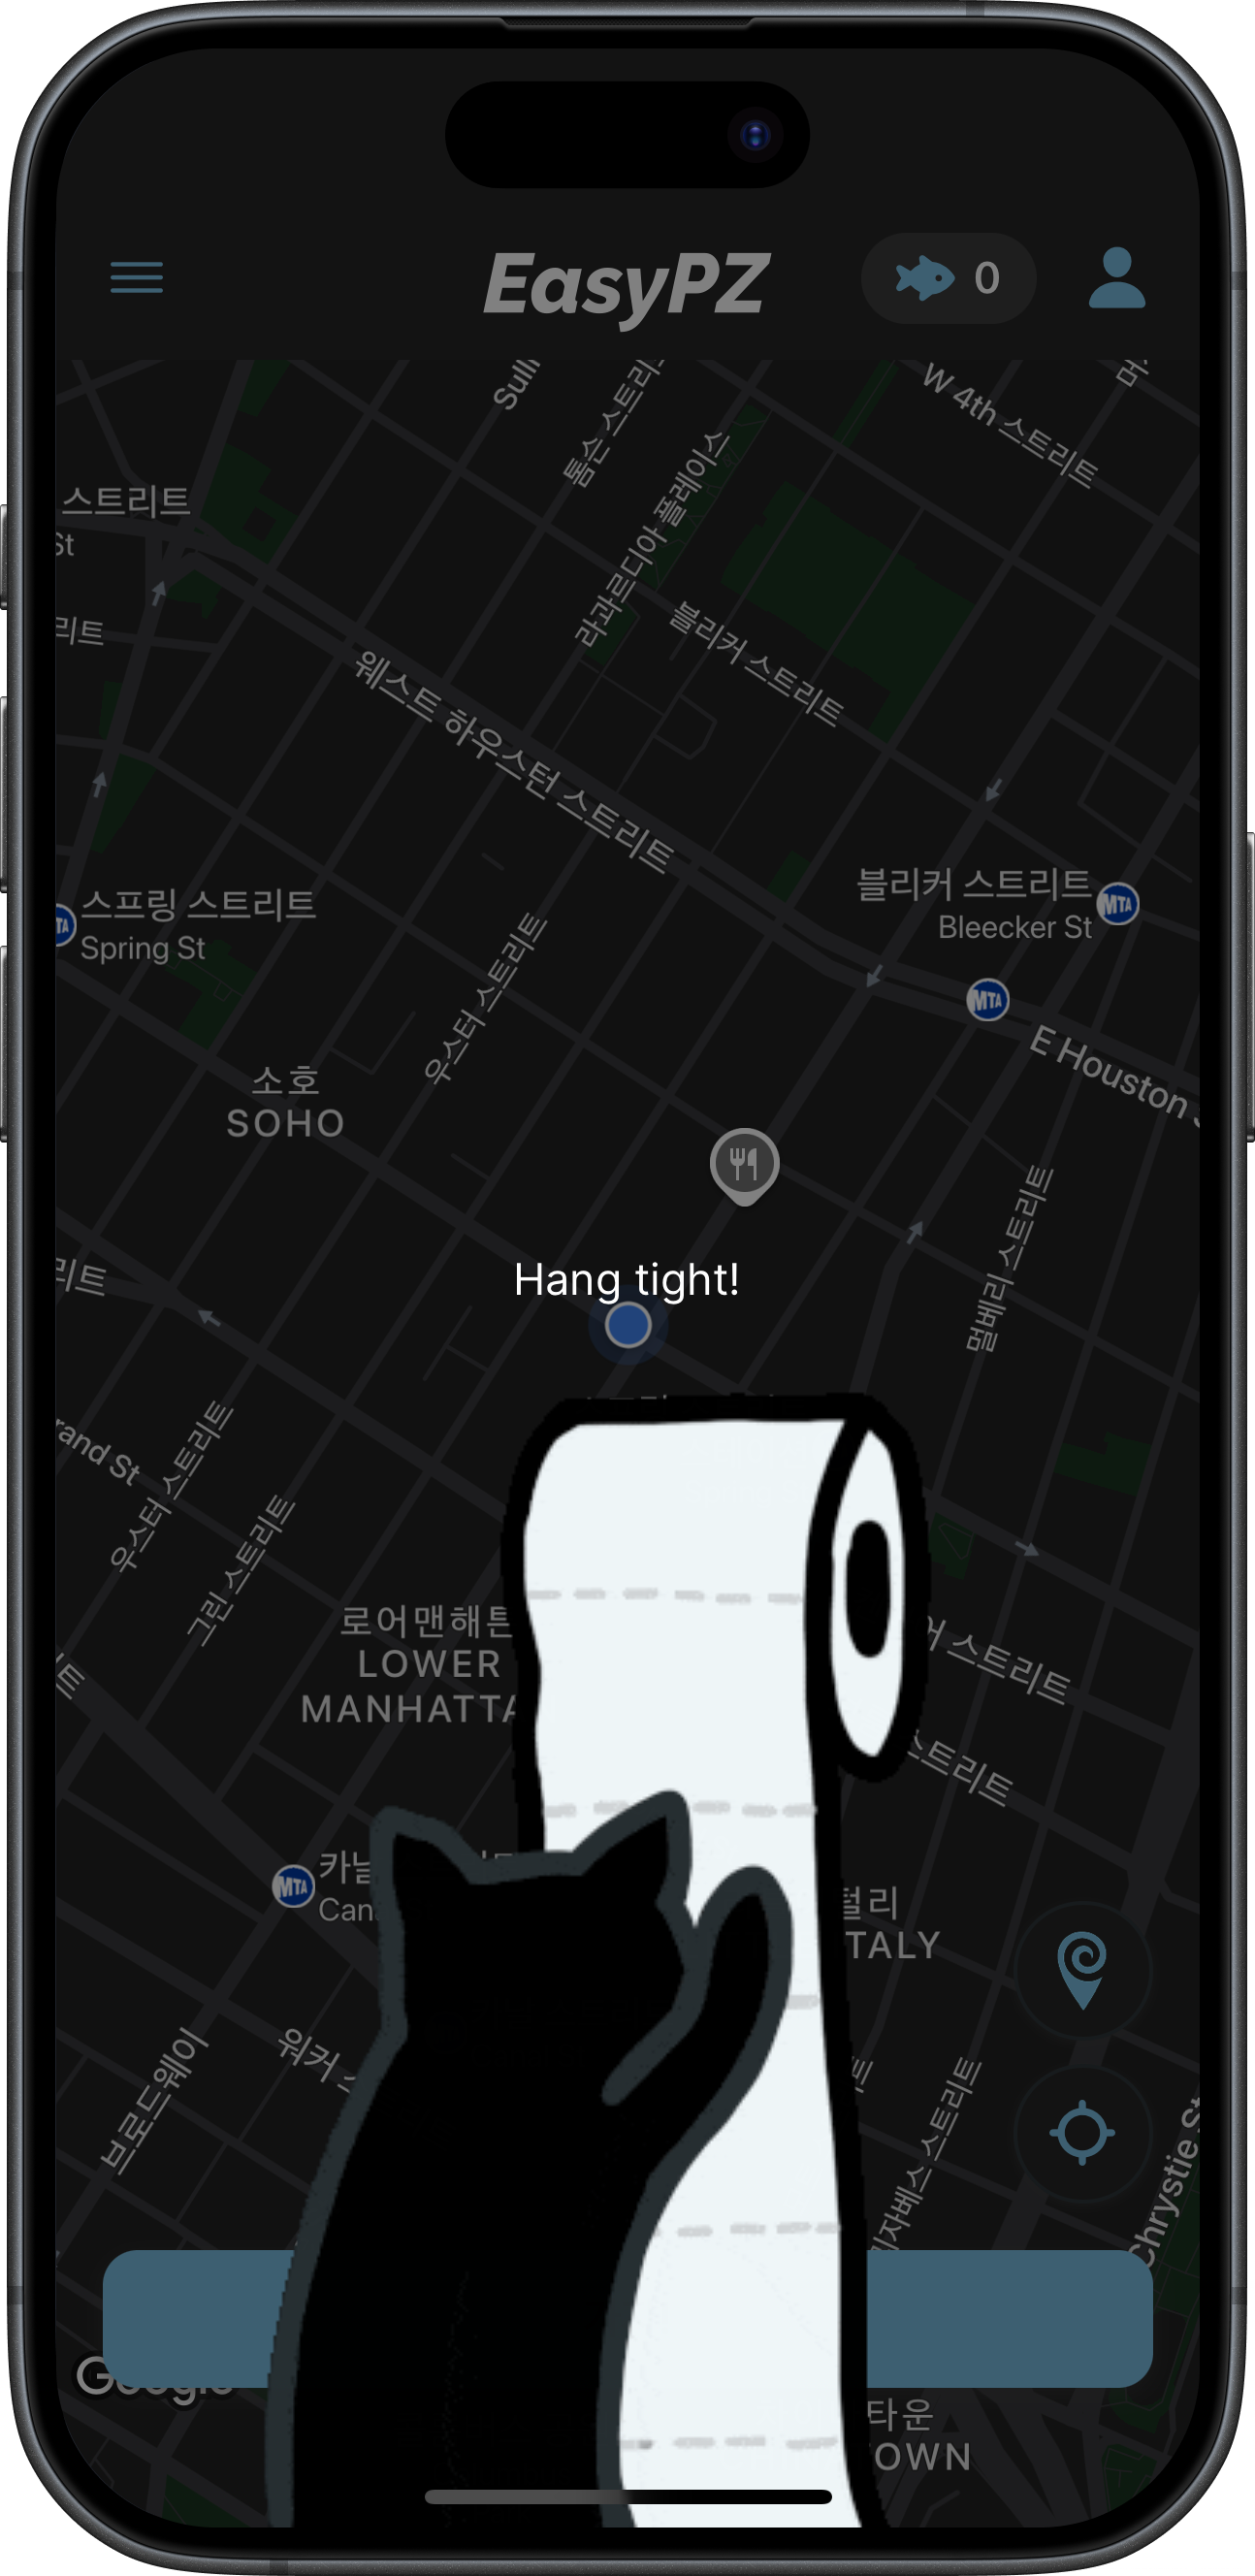 EasyPZ
0
Sulli
톰슨 스트리트
W 4th 스트리트
스트리트
St
라과르디아 플레이스
리트
블리커 스트리트
웨스트 하우스턴 스트리트
스프링 스트리트
Spring St
블리커 스트리트
Bleecker St
MTA
MTA
우스터 스트리트
E Houston
소호
SOHO
멀베리 스트리트
Hang tight!
리트
rand St
우스터 스트리트
그린 스트리트
로어맨해튼
LOWER
MANHATTA
스트리트
스트리트
MTA
카날
Can
털리
ITALY
워커
브로드웨이
리자베스 스트리트
Chrystie St
Google
타운
OWN